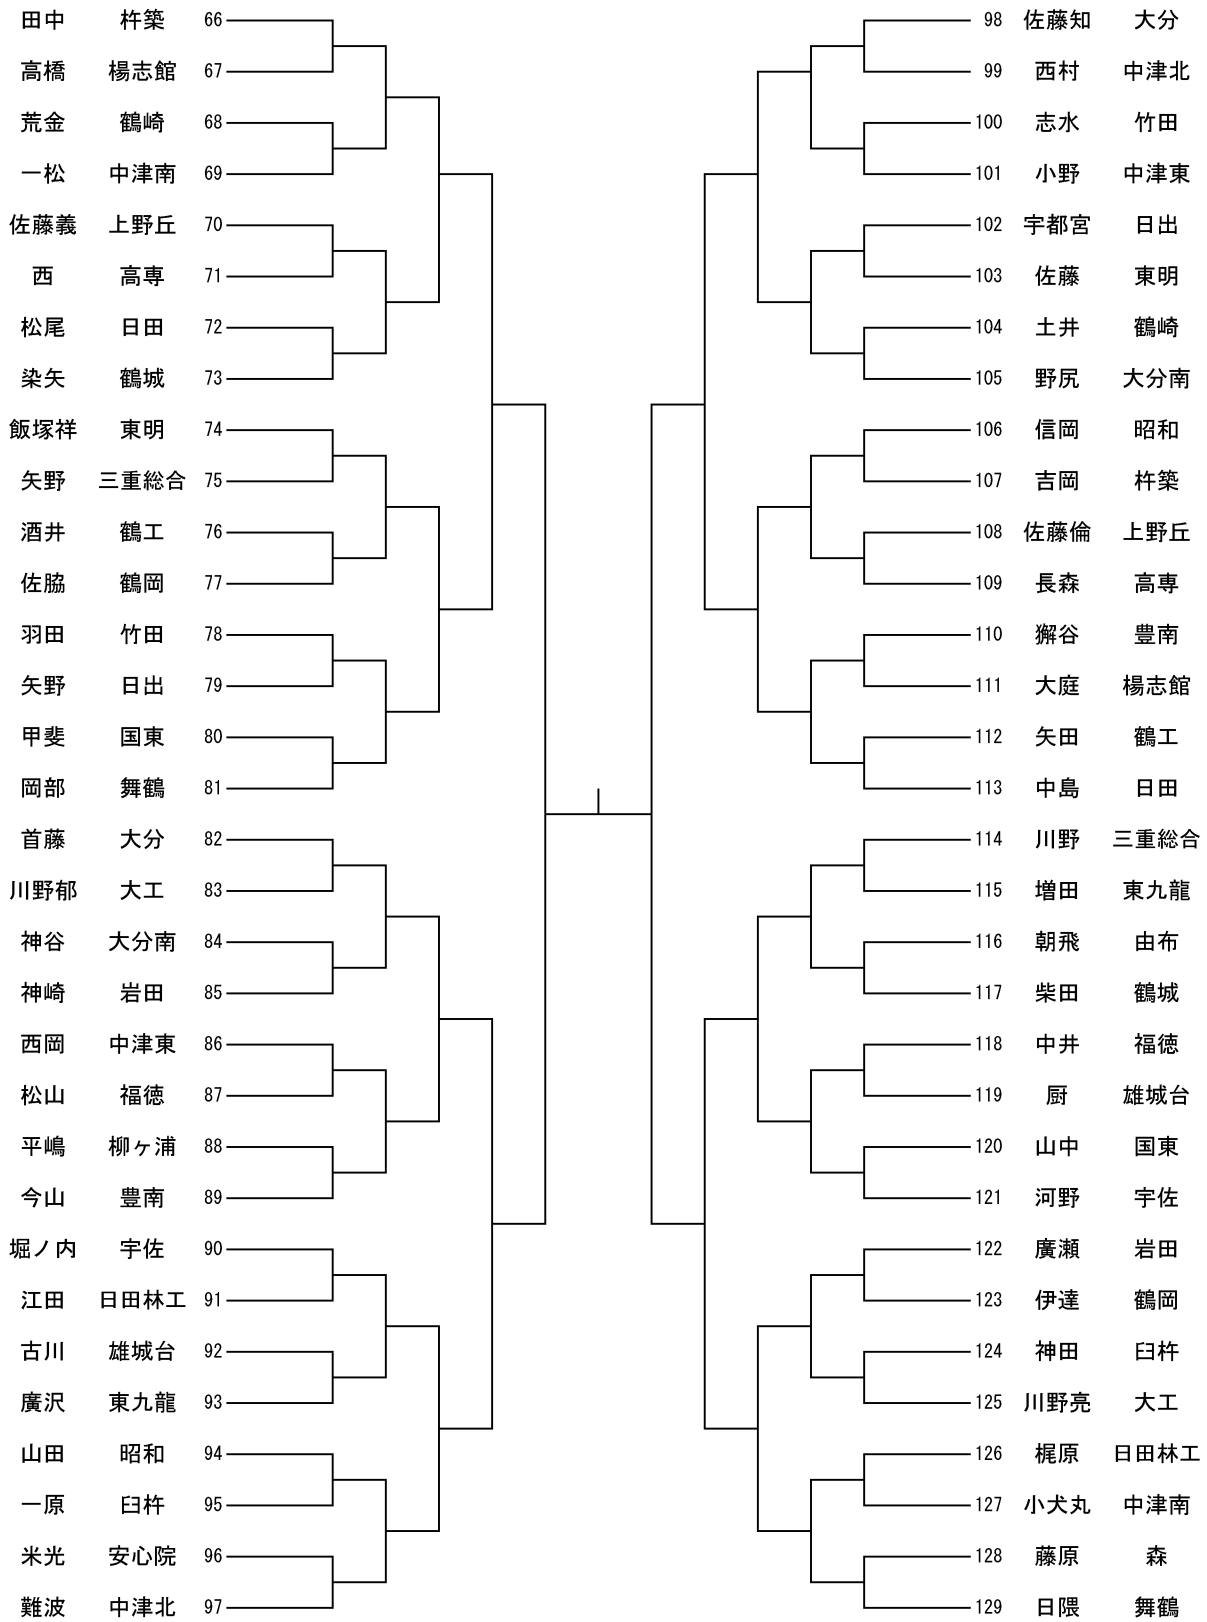 田中 杵築 66
高橋 楊志館 67
荒金 鶴崎 68
一松 中津南 69
佐藤義 上野丘 70
西 高専 71
松尾 日田 72
染矢 鶴城 73
飯塚祥 東明 74
矢野 三重総合 75
酒井 鶴工 76
佐脇 鶴岡 77
羽田 竹田 78
矢野 日出 79
甲斐 国東 80
岡部 舞鶴 81
首藤 大分 82
川野郁 大工 83
神谷 大分南 84
神崎 岩田 85
西岡 中津東 86
松山 福徳 87
平嶋 柳ヶ浦 88
今山 豊南 89
堀ノ内 宇佐 90
江田 日田林工 91
古川 雄城台 92
廣沢 東九龍 93
山田 昭和 94
一原 臼杵 95
米光 安心院 96
難波 中津北 97
98 佐藤知 大分
99 西村 中津北
100 志水 竹田
101 小野 中津東
102 宇都宮 日出
103 佐藤 東明
104 土井 鶴崎
105 野尻 大分南
106 信岡 昭和
107 吉岡 杵築
108 佐藤倫 上野丘
109 長森 高専
110 獬谷 豊南
111 大庭 楊志館
112 矢田 鶴工
113 中島 日田
114 川野 三重総合
115 増田 東九龍
116 朝飛 由布
117 柴田 鶴城
118 中井 福徳
119 厨 雄城台
120 山中 国東
121 河野 宇佐
122 廣瀬 岩田
123 伊達 鶴岡
124 神田 臼杵
125 川野亮 大工
126 梶原 日田林工
127 小犬丸 中津南
128 藤原 森
129 日隈 舞鶴